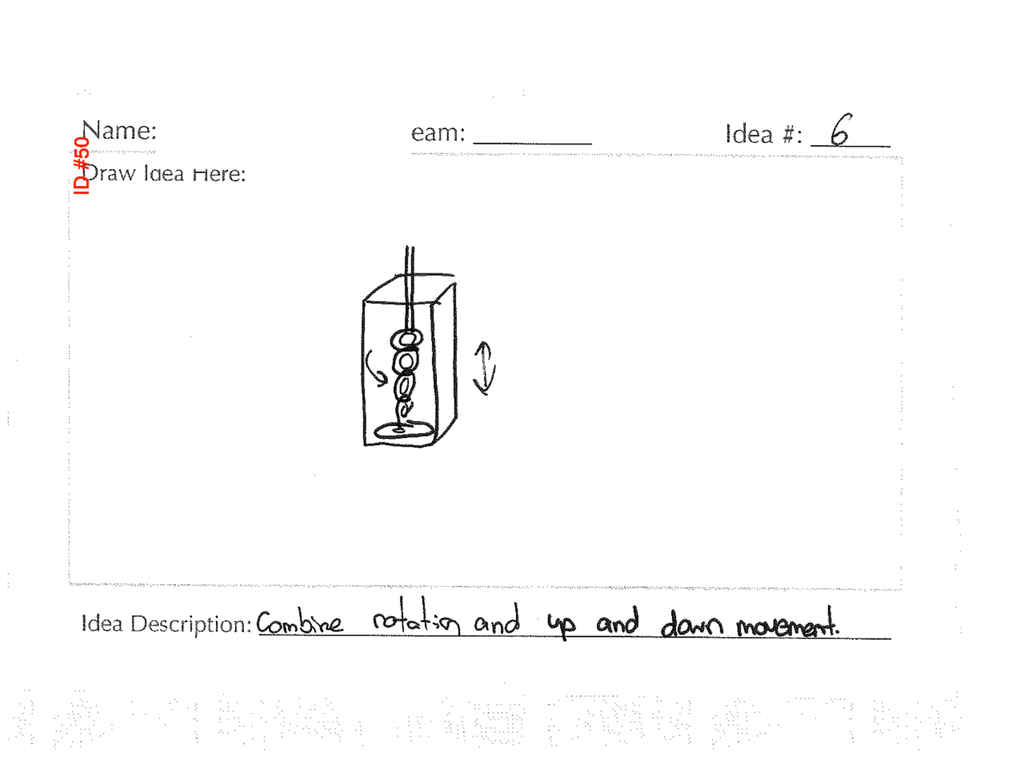 Name: eam: Idea #: 6
ID #50
Draw Idea Here:
Idea Description: Combine rotation and up and down movement.